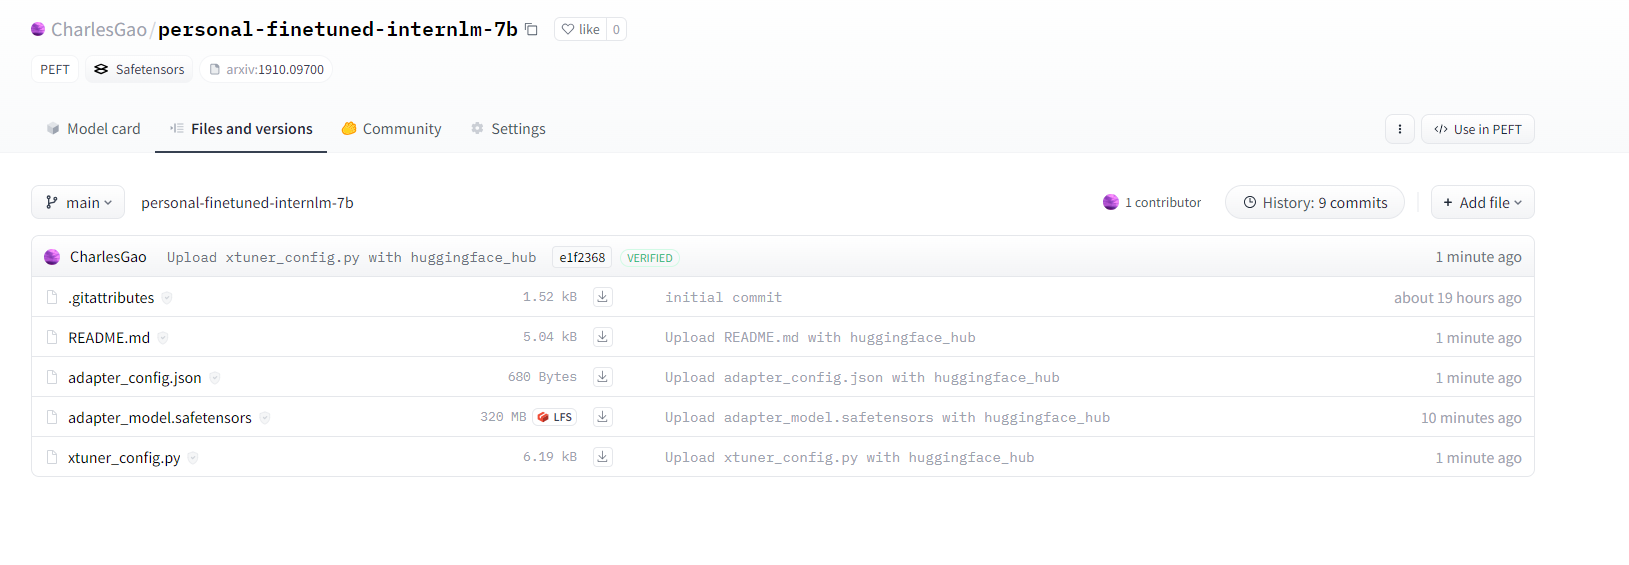 CharlesGao/personal-finetuned-internlm-7b like 0
PEFT Safetensors arxiv:1910.09700
Model card Files and versions Community Settings Use in PEFT
main personal-finetuned-internlm-7b 1 contributor History: 9 commits + Add file
CharlesGao Upload xtuner_config.py with huggingface_hub e1f2368 VERIFIED 1 minute ago
.gitattributes 1.52 kB initial commit about 19 hours ago
README.md 5.04 kB Upload README.md with huggingface_hub 1 minute ago
adapter_config.json 680 Bytes Upload adapter_config.json with huggingface_hub 1 minute ago
adapter_model.safetensors 320 MB LFS Upload adapter_model.safetensors with huggingface_hub 10 minutes ago
xtuner_config.py 6.19 kB Upload xtuner_config.py with huggingface_hub 1 minute ago